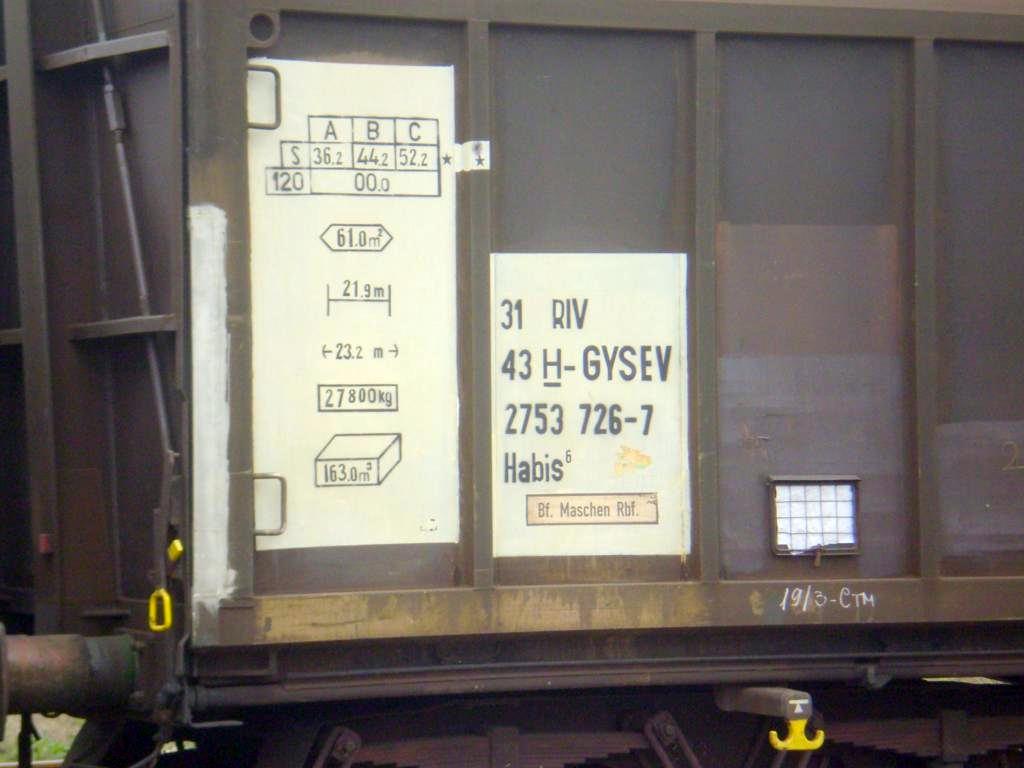 A B C
S 36.2 44.2 52.2 ★ ★
120 00.0
61.0m²
21.9m
←23.2 m→
27800kg
163.0m³
31 RIV
43 H-GYSEV
2753 726-7
Habis⁶
Bf. Maschen Rbf.
19/3-Стм